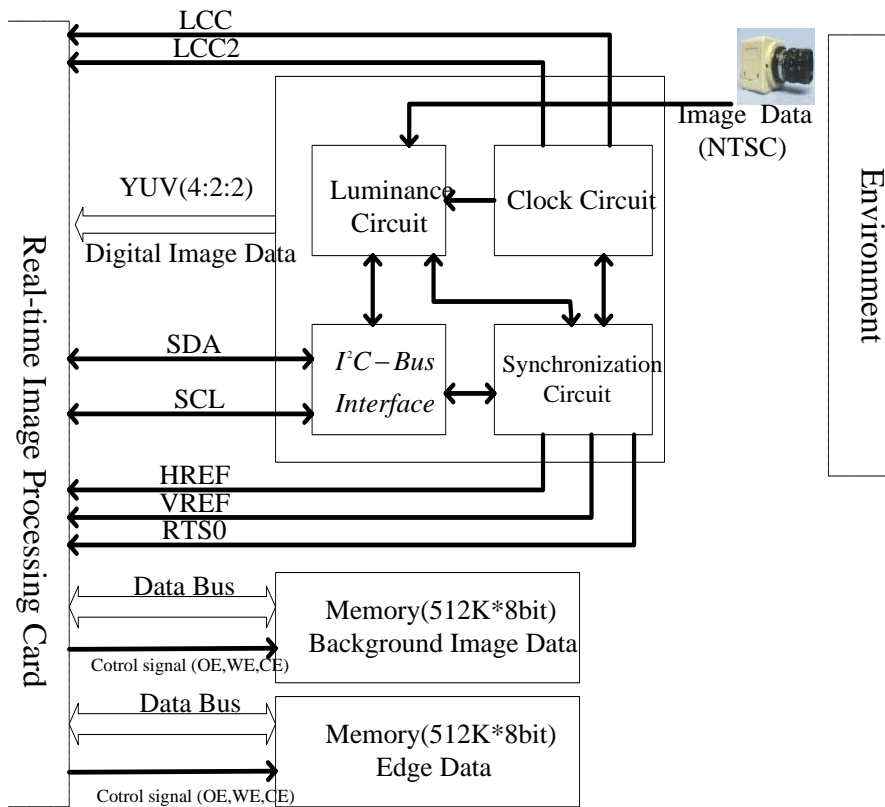 LCC
LCC2
Image Data
(NTSC)
YUV(4:2:2)
Digital Image Data
Luminance
Circuit
Clock Circuit
Environment
Real-time Image Processing Card
SDA
SCL
I²C–Bus
Interface
Synchronization
Circuit
HREF
VREF
RTS0
Data Bus
Cotrol signal (OE,WE,CE)
Memory(512K*8bit)
Background Image Data
Data Bus
Cotrol signal (OE,WE,CE)
Memory(512K*8bit)
Edge Data